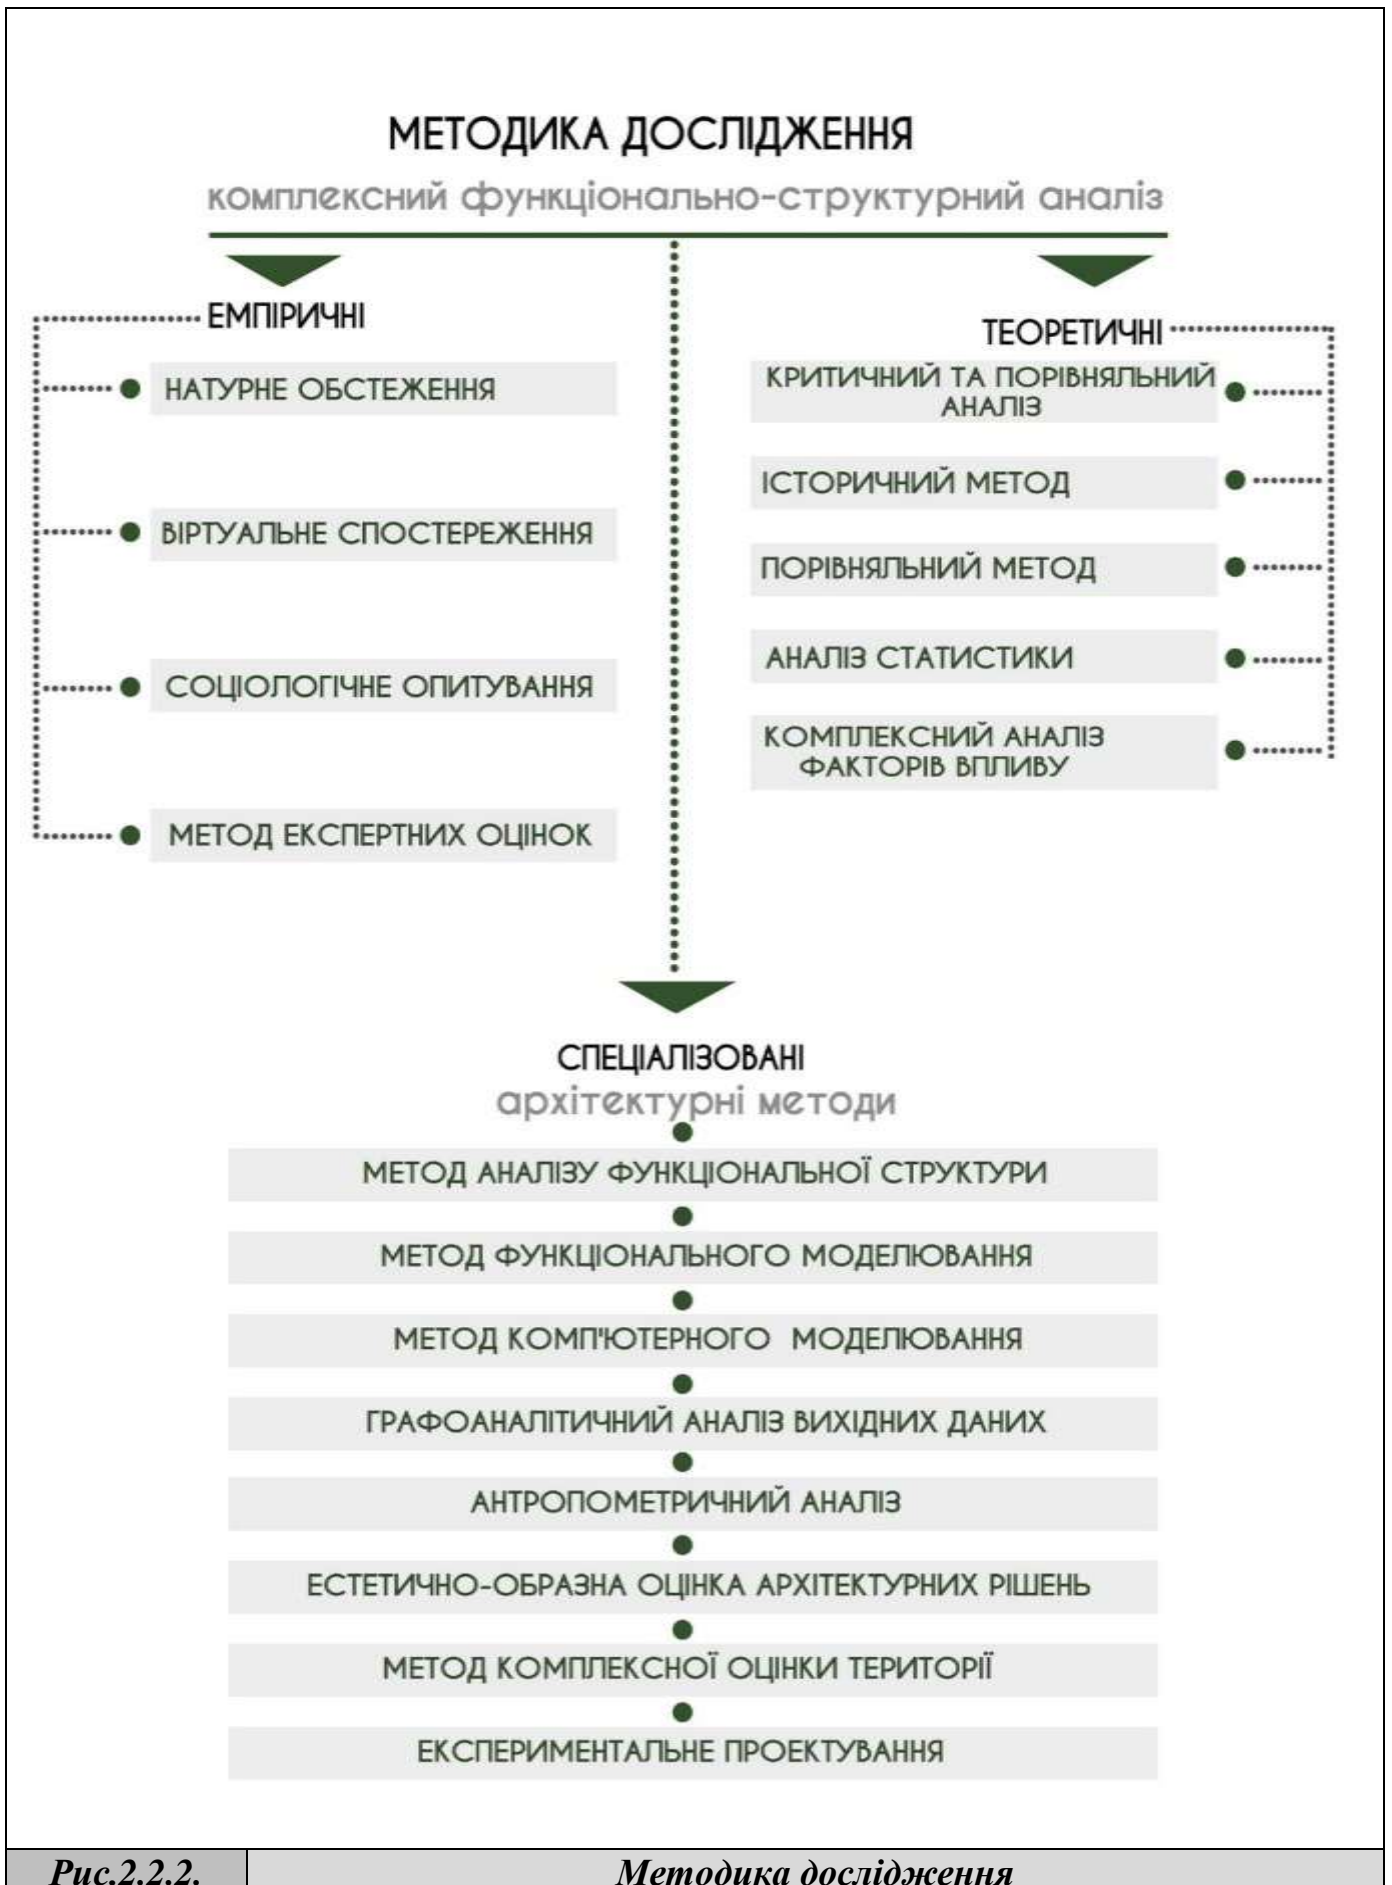 МЕТОДИКА ДОСЛІДЖЕННЯ
комплексний функціонально-структурний аналіз
ЕМПІРИЧНІ
НАТУРНЕ ОБСТЕЖЕННЯ
ВІРТУАЛЬНЕ СПОСТЕРЕЖЕННЯ
СОЦІОЛОГІЧНЕ ОПИТУВАННЯ
МЕТОД ЕКСПЕРТНИХ ОЦІНОК
ТЕОРЕТИЧНІ
КРИТИЧНИЙ ТА ПОРІВНЯЛЬНИЙ
АНАЛІЗ
ІСТОРИЧНИЙ МЕТОД
ПОРІВНЯЛЬНИЙ МЕТОД
АНАЛІЗ СТАТИСТИКИ
КОМПЛЕКСНИЙ АНАЛІЗ
ФАКТОРІВ ВПЛИВУ
СПЕЦІАЛІЗОВАНІ
архітектурні методи
МЕТОД АНАЛІЗУ ФУНКЦІОНАЛЬНОЇ СТРУКТУРИ
МЕТОД ФУНКЦІОНАЛЬНОГО МОДЕЛЮВАННЯ
МЕТОД КОМП'ЮТЕРНОГО МОДЕЛЮВАННЯ
ГРАФОАНАЛІТИЧНИЙ АНАЛІЗ ВИХІДНИХ ДАНИХ
АНТРОПОМЕТРИЧНИЙ АНАЛІЗ
ЕСТЕТИЧНО-ОБРАЗНА ОЦІНКА АРХІТЕКТУРНИХ РІШЕНЬ
МЕТОД КОМПЛЕКСНОЇ ОЦІНКИ ТЕРИТОРІЇ
ЕКСПЕРИМЕНТАЛЬНЕ ПРОЕКТУВАННЯ
Рис.2.2.2. Методика дослідження